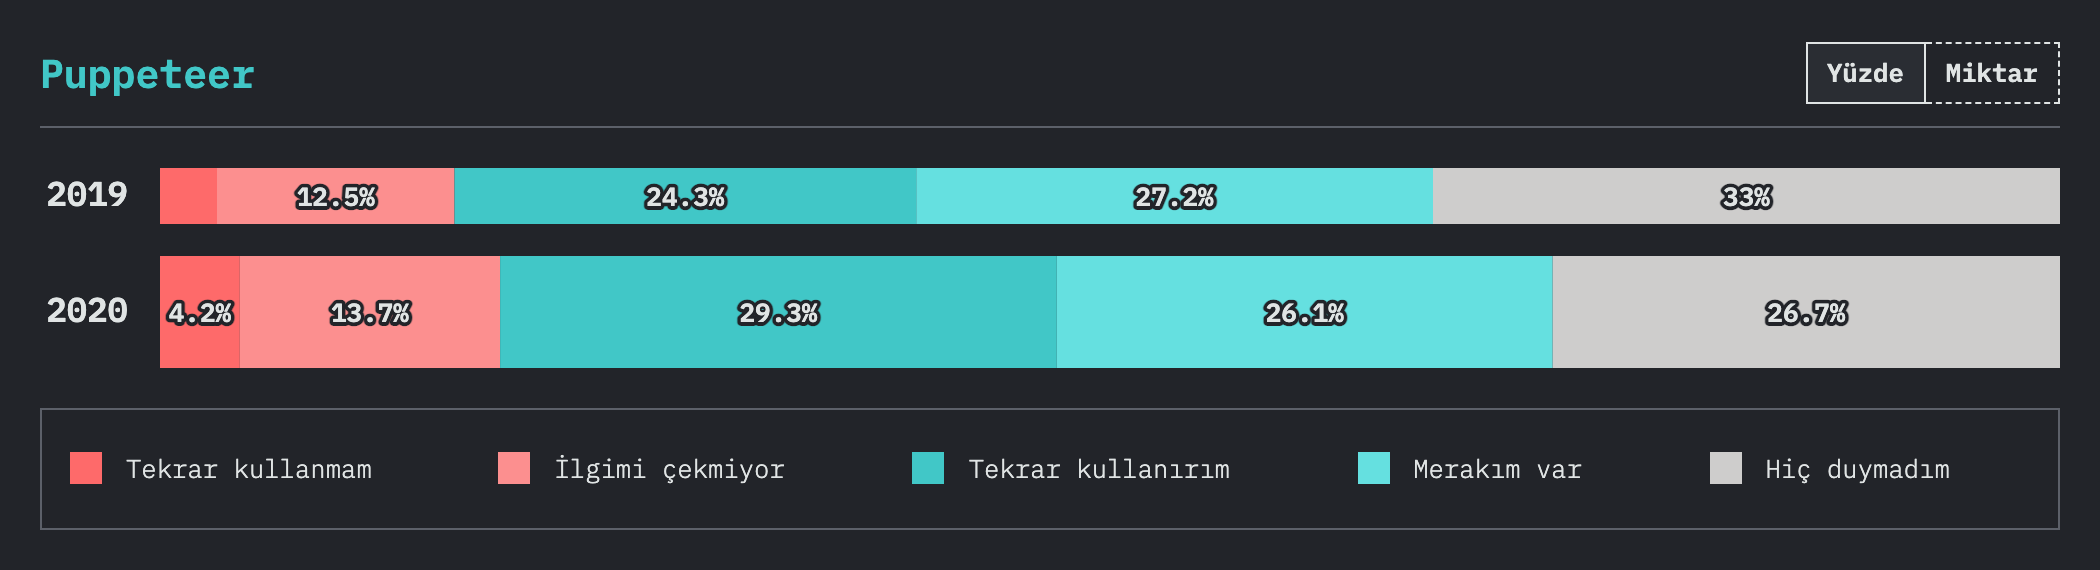 Puppeteer
Yüzde Miktar
2019 12.5% 24.3% 27.2% 33%
2020 4.2% 13.7% 29.3% 26.1% 26.7%
Tekrar kullanmam İlgimi çekmiyor Tekrar kullanırım Merakım var Hiç duymadım